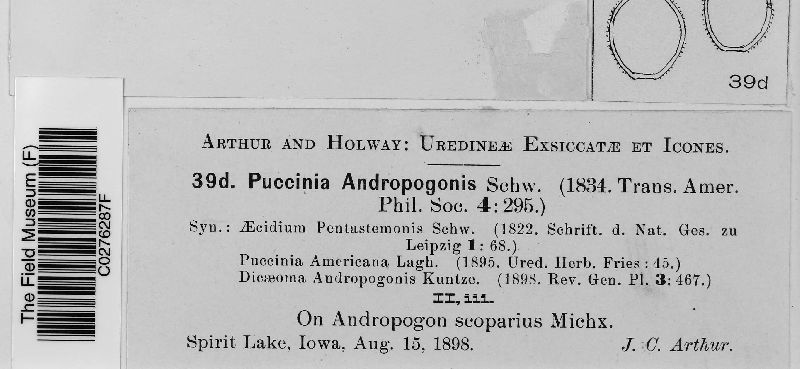 39d
The Field Museum (F)
C0276287F
ARTHUR AND HOLWAY: UREDINEÆ EXSICCATÆ ET ICONES.
39d. Puccinia Andropogonis Schw. (1834. Trans. Amer.
Phil. Soc. 4: 295.)
Syn.: Æcidium Pentastemonis Schw. (1822. Schrift. d. Nat. Ges. zu
Leipzig 1: 68.)
Puccinia Americana Lagh. (1895. Ured. Herb. Fries: 45.)
Dicæoma Andropogonis Kuntze. (1898. Rev. Gen. Pl. 3: 467.)
II, iii.
On Andropogon scoparius Michx.
Spirit Lake, Iowa, Aug. 15, 1898. J. C. Arthur.